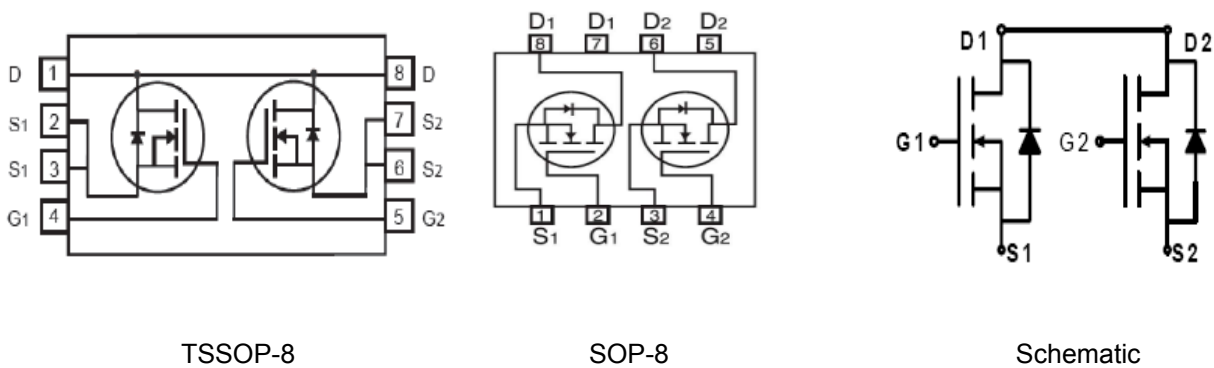 D 1 8 D
S1 2 7 S2
S1 3 6 S2
G1 4 5 G2
TSSOP-8
D1 D1 D2 D2
8 7 6 5
1 2 3 4
S1 G1 S2 G2
SOP-8
D1 D2
G1 G2
S1 S2
Schematic